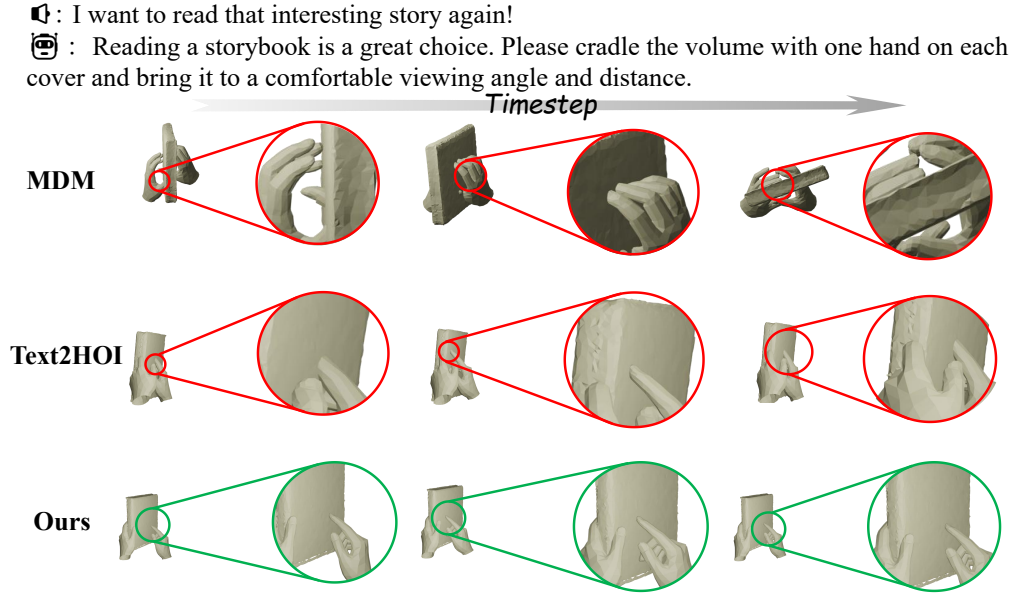 : I want to read that interesting story again!
: Reading a storybook is a great choice. Please cradle the volume with one hand on each
cover and bring it to a comfortable viewing angle and distance.
Timestep
MDM
Text2HOI
Ours